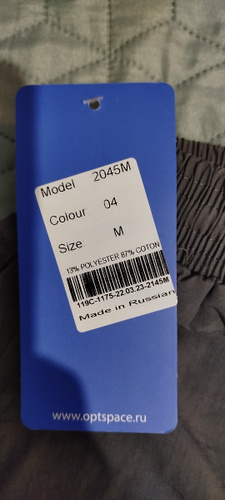 Model 2045M
Colour 04
Size M
13% POLYESTER 87% COTON
119C-1175-22.03.23-2145M
Made in Russian
www.optspace.ru